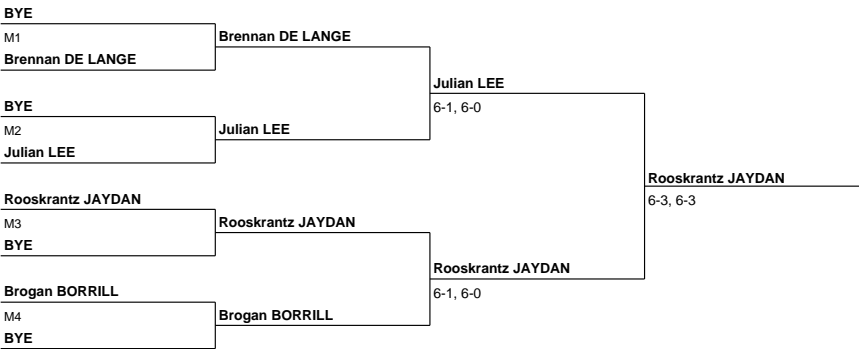 BYE
M1
Brennan DE LANGE
Brennan DE LANGE
BYE
M2
Julian LEE
Julian LEE
Julian LEE
6-1, 6-0
Rooskrantz JAYDAN
M3
BYE
Rooskrantz JAYDAN
Brogan BORRILL
M4
BYE
Brogan BORRILL
Rooskrantz JAYDAN
6-1, 6-0
Rooskrantz JAYDAN
6-3, 6-3